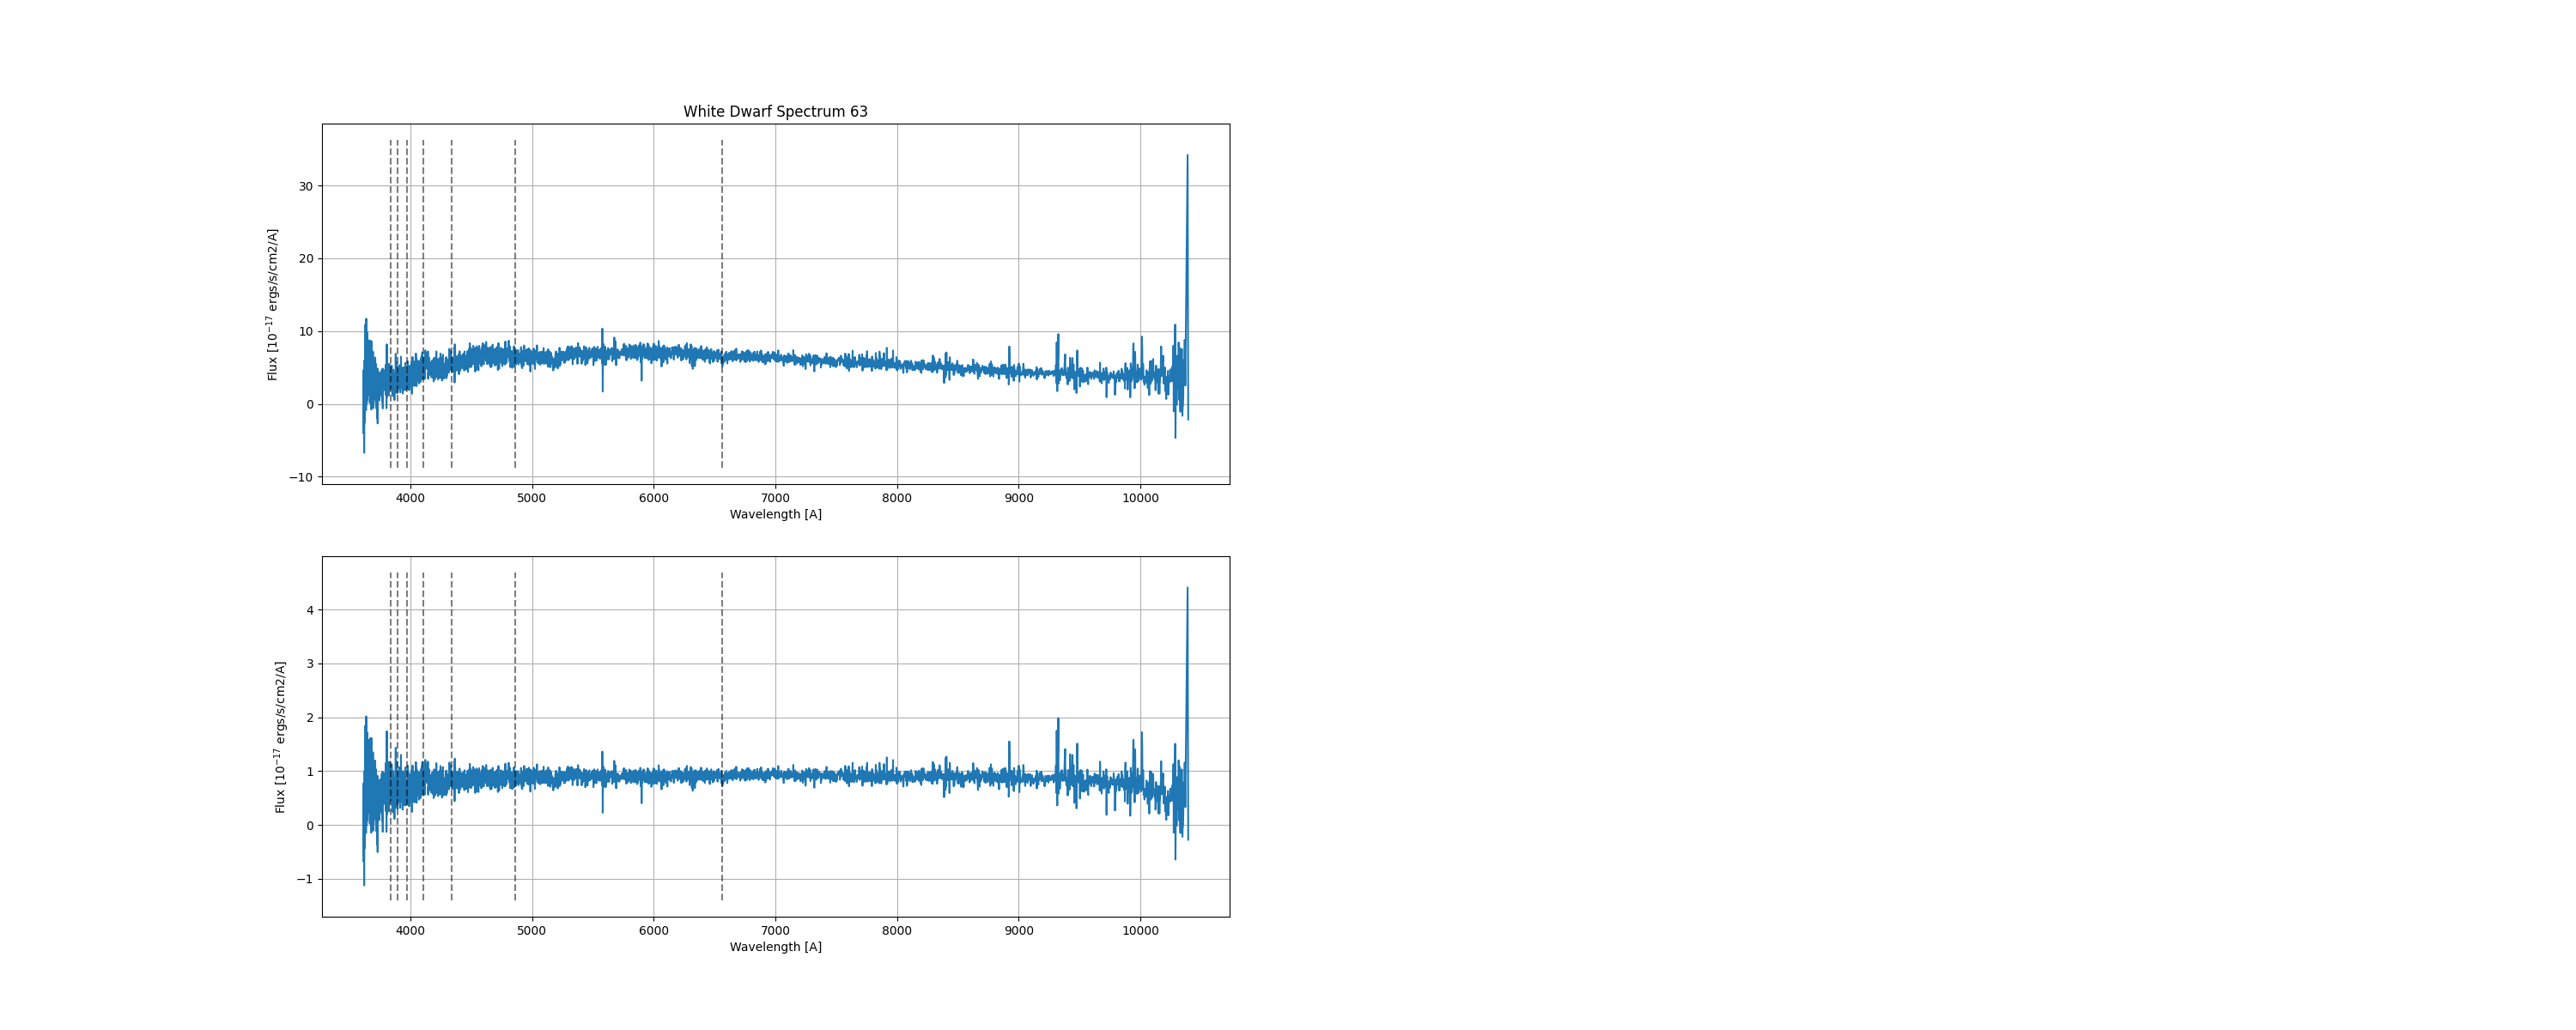 White Dwarf Spectrum 63
Flux [10⁻¹⁷ ergs/s/cm2/A]
30
20
10
0
−10
4000 5000 6000 7000 8000 9000 10000
Wavelength [A]
Flux [10⁻¹⁷ ergs/s/cm2/A]
4
3
2
1
0
−1
4000 5000 6000 7000 8000 9000 10000
Wavelength [A]